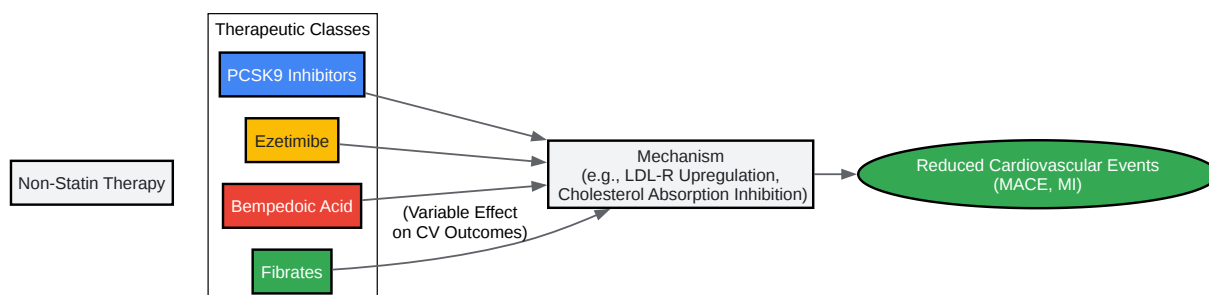 Non-Statin Therapy
Therapeutic Classes
PCSK9 Inhibitors
Ezetimibe
Bempedoic Acid
Fibrates
(Variable Effect
on CV Outcomes)
Mechanism
(e.g., LDL-R Upregulation,
Cholesterol Absorption Inhibition)
Reduced Cardiovascular Events
(MACE, MI)